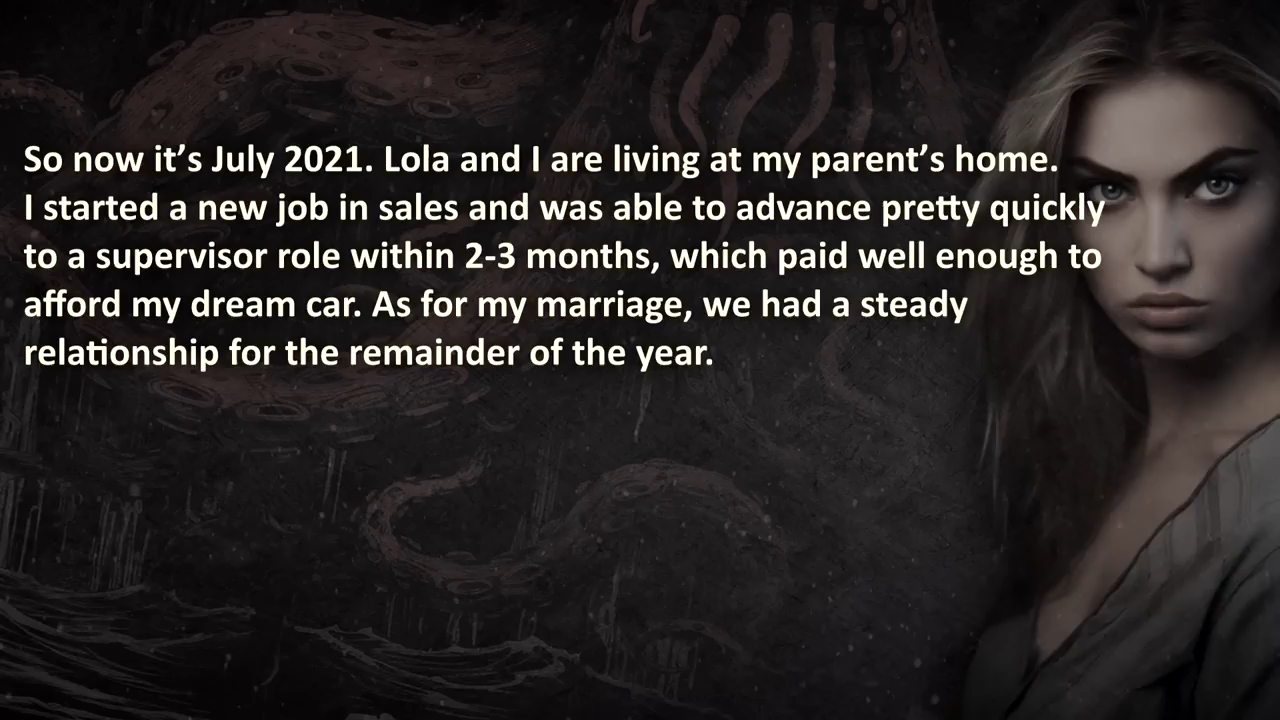 So now it’s July 2021. Lola and I are living at my parent’s home.
I started a new job in sales and was able to advance pretty quickly
to a supervisor role within 2-3 months, which paid well enough to
afford my dream car. As for my marriage, we had a steady
relationship for the remainder of the year.